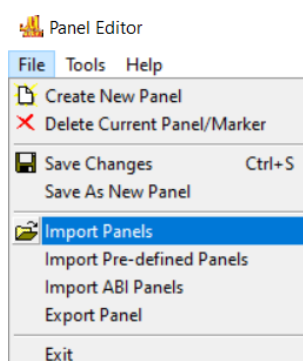 Panel Editor
File Tools Help
Create New Panel
Delete Current Panel/Marker
Save Changes Ctrl+S
Save As New Panel
Import Panels
Import Pre-defined Panels
Import ABI Panels
Export Panel
Exit